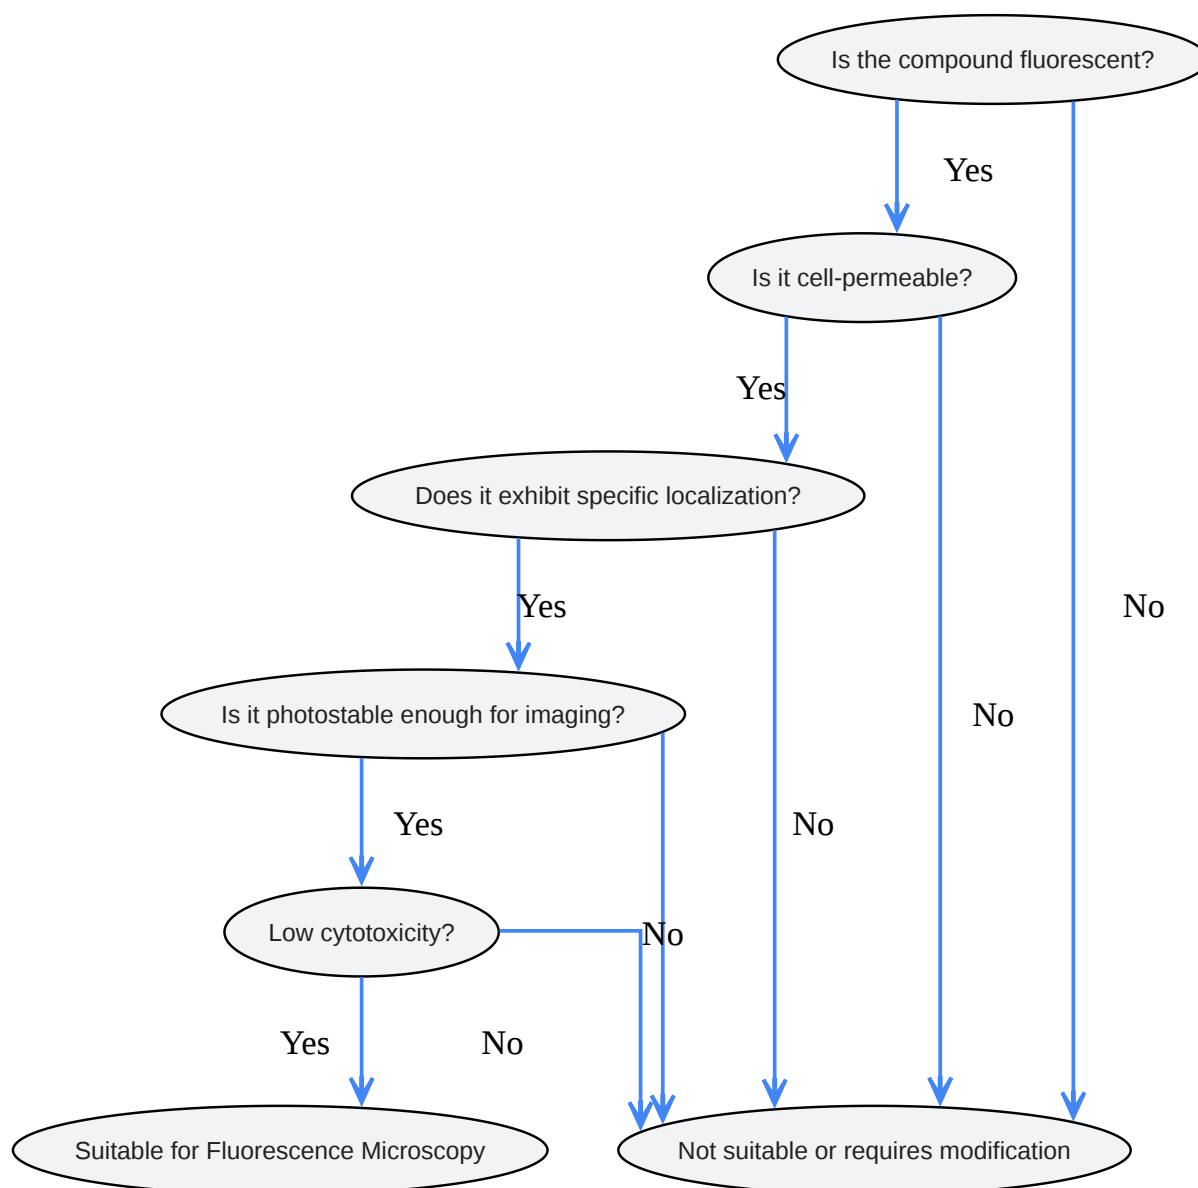 Is the compound fluorescent?
Yes
Is it cell-permeable?
Yes
Does it exhibit specific localization?
Yes
No
Is it photostable enough for imaging?
No
Yes
No
Low cytotoxicity?
No
Yes
No
Suitable for Fluorescence Microscopy
Not suitable or requires modification